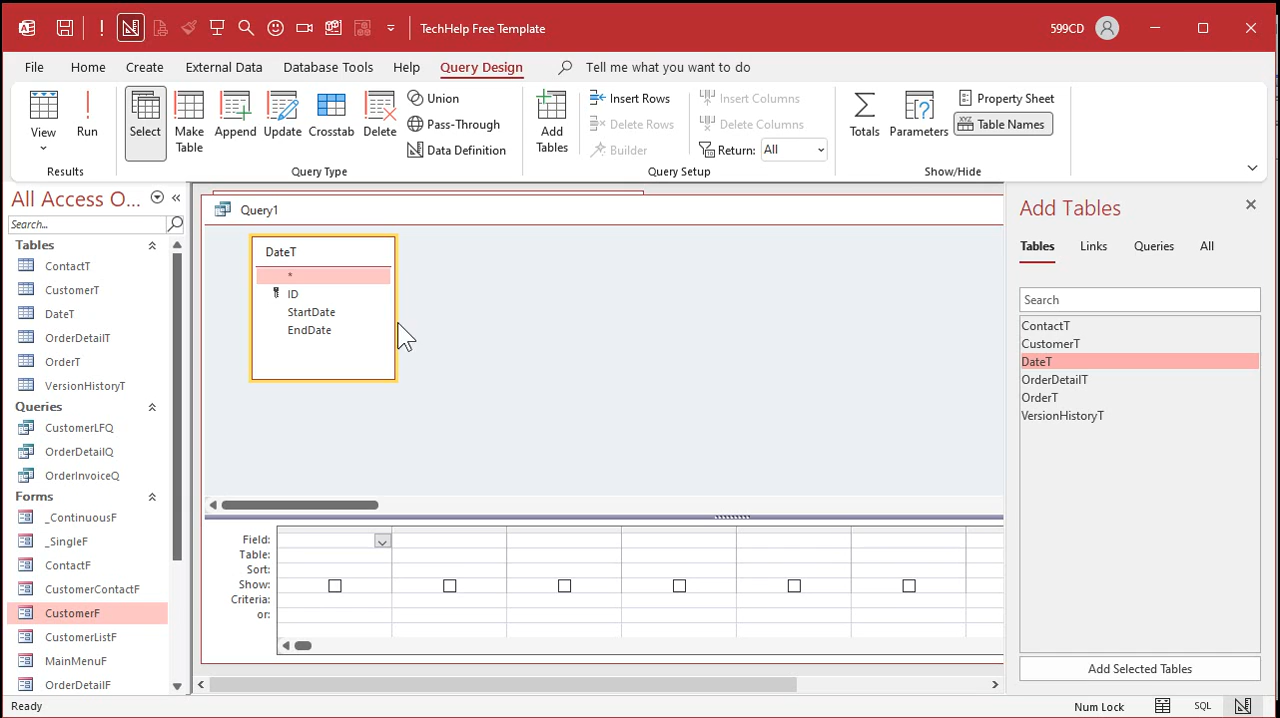 TechHelp Free Template
599CD
File
Home
Create
External Data
Database Tools
Help
Query Design
Tell me what you want to do
View
Run
Results
Select
Make Table
Append
Update
Crosstab
Delete
Union
Pass-Through
Data Definition
Query Type
Add Tables
Insert Rows
Delete Rows
Builder
Insert Columns
Delete Columns
Return: All
Query Setup
Totals
Parameters
Property Sheet
XYZ Table Names
Show/Hide
All Access O...
Search...
Tables
ContactT
CustomerT
DateT
OrderDetailT
OrderT
VersionHistoryT
Queries
CustomerLFQ
OrderDetailQ
OrderInvoiceQ
Forms
_ContinuousF
_SingleF
ContactF
CustomerContactF
CustomerF
CustomerListF
MainMenuF
OrderDetailF
Query1
DateT
*
ID
StartDate
EndDate
Field:
Table:
Sort:
Show:
Criteria:
or:
Add Tables
Tables
Links
Queries
All
Search
ContactT
CustomerT
DateT
OrderDetailT
OrderT
VersionHistoryT
Add Selected Tables
Ready
Num Lock
SQL